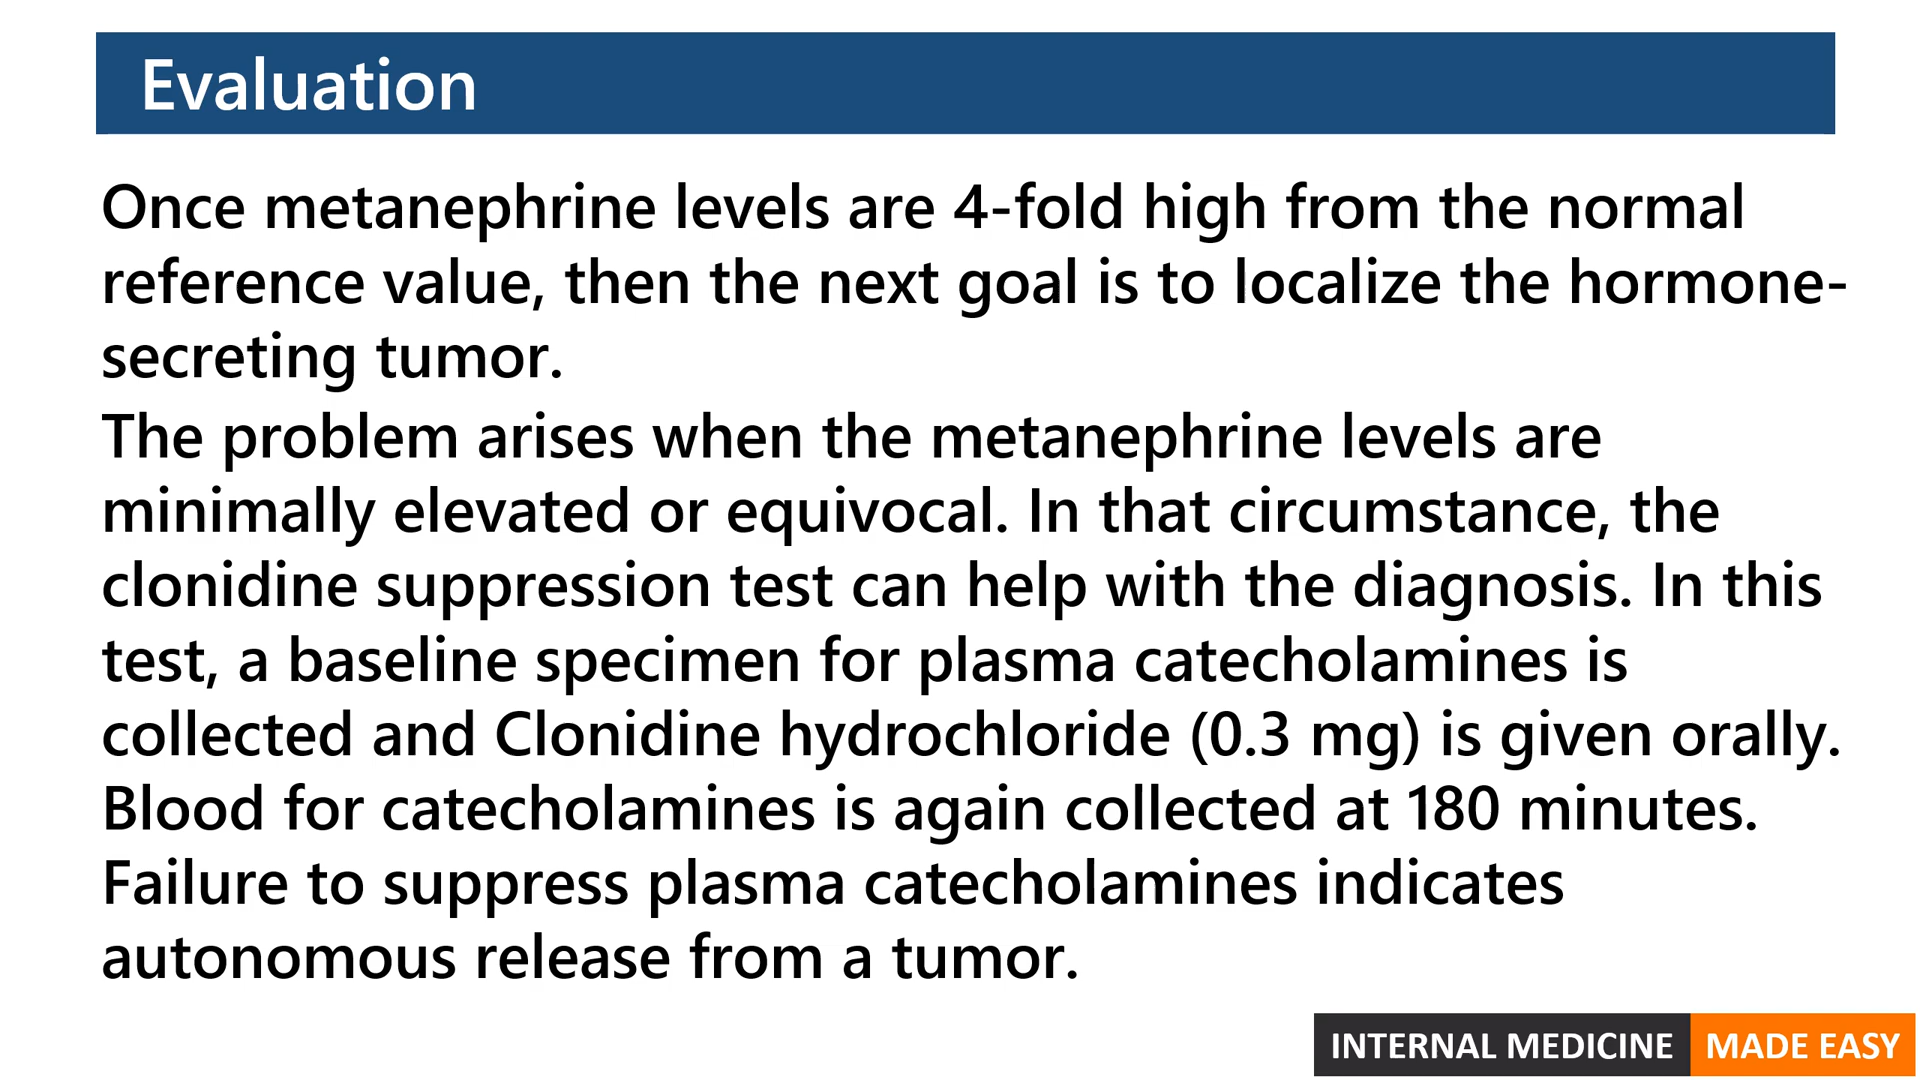 Evaluation
Once metanephrine levels are 4-fold high from the normal
reference value, then the next goal is to localize the hormone-
secreting tumor.
The problem arises when the metanephrine levels are
minimally elevated or equivocal. In that circumstance, the
clonidine suppression test can help with the diagnosis. In this
test, a baseline specimen for plasma catecholamines is
collected and Clonidine hydrochloride (0.3 mg) is given orally.
Blood for catecholamines is again collected at 180 minutes.
Failure to suppress plasma catecholamines indicates
autonomous release from a tumor.
INTERNAL MEDICINE MADE EASY